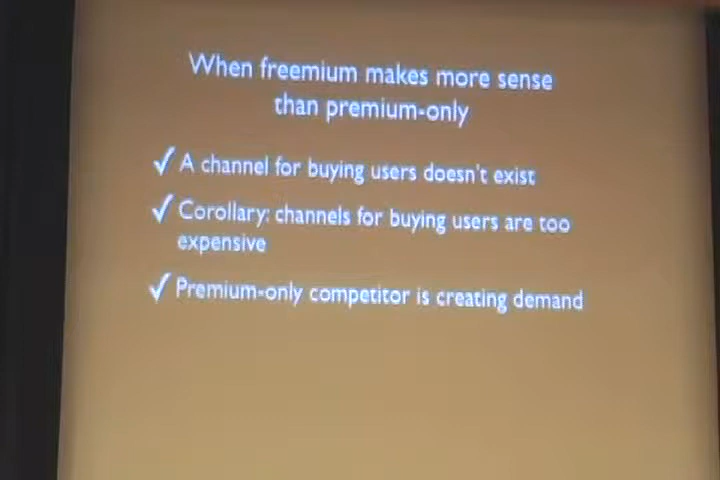 When freemium makes more sense
than premium-only
✓ A channel for buying users doesn't exist
✓ Corollary: channels for buying users are too
expensive
✓ Premium-only competitor is creating demand